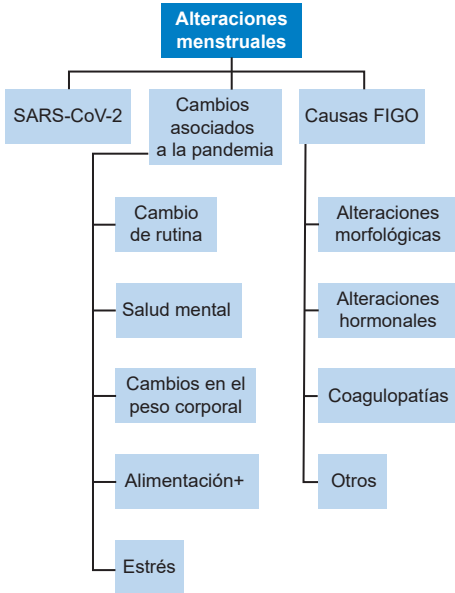 Alteraciones
menstruales
SARS-CoV-2
Cambios
asociados
a la pandemia
Causas FIGO
Cambio
de rutina
Salud mental
Cambios en el
peso corporal
Alimentación+
Estrés
Alteraciones
morfológicas
Alteraciones
hormonales
Coagulopatías
Otros